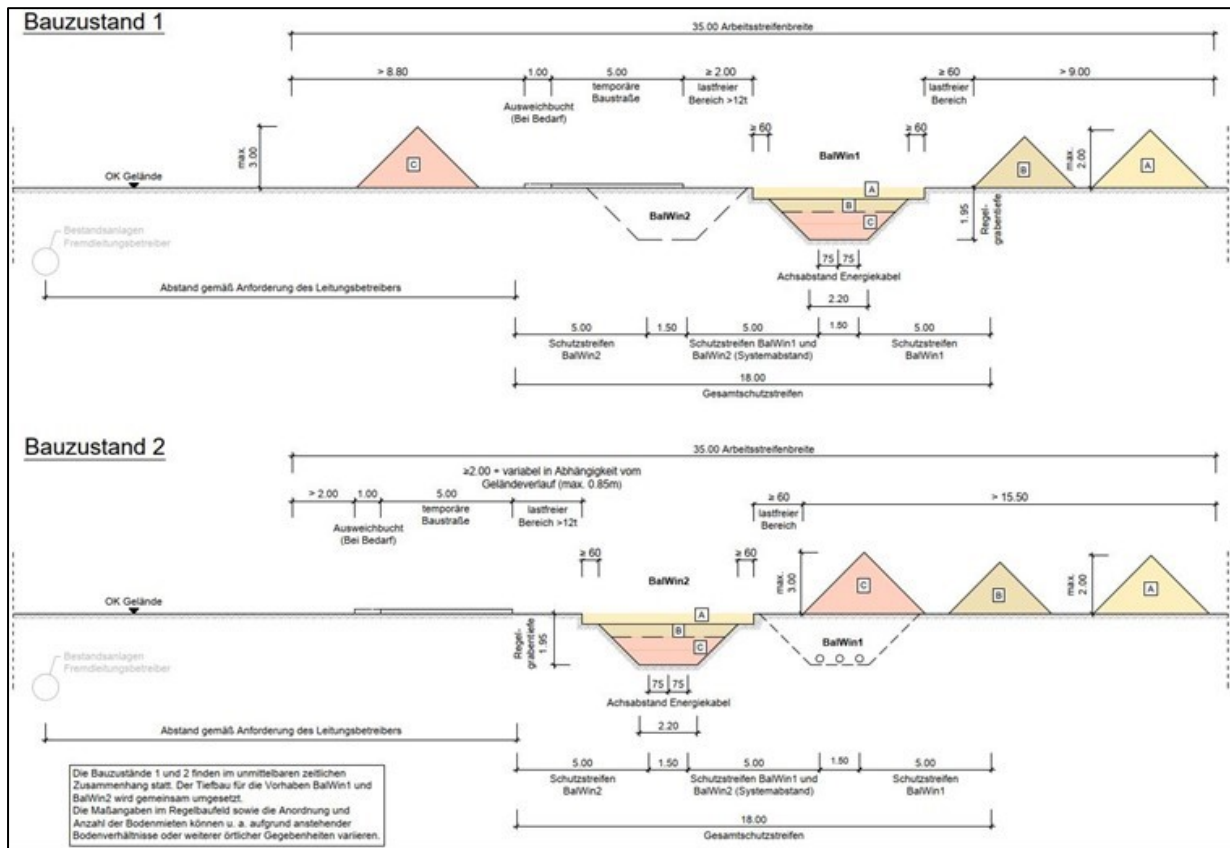 Bauzustand 1
35.00 Arbeitsstreifenbreite
> 8.80
1.00
5.00
≥ 2.00
≥ 60
> 9.00
Ausweichbucht
(Bei Bedarf)
temporäre
Baustraße
lastfreier
Bereich >12t
lastfreier
Bereich
≥ 60
≥ 60
BalWin1
max.
3.00
C
max.
2.00
B
A
OK Gelände
A
B
C
BalWin2
1.95
Regel-
grabentiefe
Bestandsanlagen
Fremdleitungsbetreiber
75
75
Achsabstand Energiekabel
2.20
Abstand gemäß Anforderung des Leitungsbetreibers
5.00
1.50
5.00
1.50
5.00
Schutzstreifen
BalWin2
Schutzstreifen BalWin1 und
BalWin2 (Systemabstand)
Schutzstreifen
BalWin1
18.00
Gesamtschutzstreifen
Bauzustand 2
35.00 Arbeitsstreifenbreite
≥2.00 + variabel in Abhängigkeit vom
Geländeverlauf (max. 0.85m)
> 2.00
1.00
5.00
≥ 60
> 15.50
Ausweichbucht
(Bei Bedarf)
temporäre
Baustraße
lastfreier
Bereich >12t
lastfreier
Bereich
≥ 60
≥ 60
BalWin2
max.
3.00
C
B
max.
2.00
A
OK Gelände
A
B
C
Regel-
grabentiefe
1.95
BalWin1
Bestandsanlagen
Fremdleitungsbetreiber
75
75
Achsabstand Energiekabel
2.20
Abstand gemäß Anforderung des Leitungsbetreibers
5.00
1.50
5.00
1.50
5.00
Schutzstreifen
BalWin2
Schutzstreifen BalWin1 und
BalWin2 (Systemabstand)
Schutzstreifen
BalWin1
18.00
Gesamtschutzstreifen
Die Bauzustände 1 und 2 finden im unmittelbaren zeitlichen
Zusammenhang statt. Der Tiefbau für die Vorhaben BalWin1 und
BalWin2 wird gemeinsam umgesetzt.
Die Maßangaben im Regelbaufeld sowie die Anordnung und
Anzahl der Bodenmieten können u. a. aufgrund anstehender
Bodenverhältnisse oder weiterer örtlicher Gegebenheiten variieren.